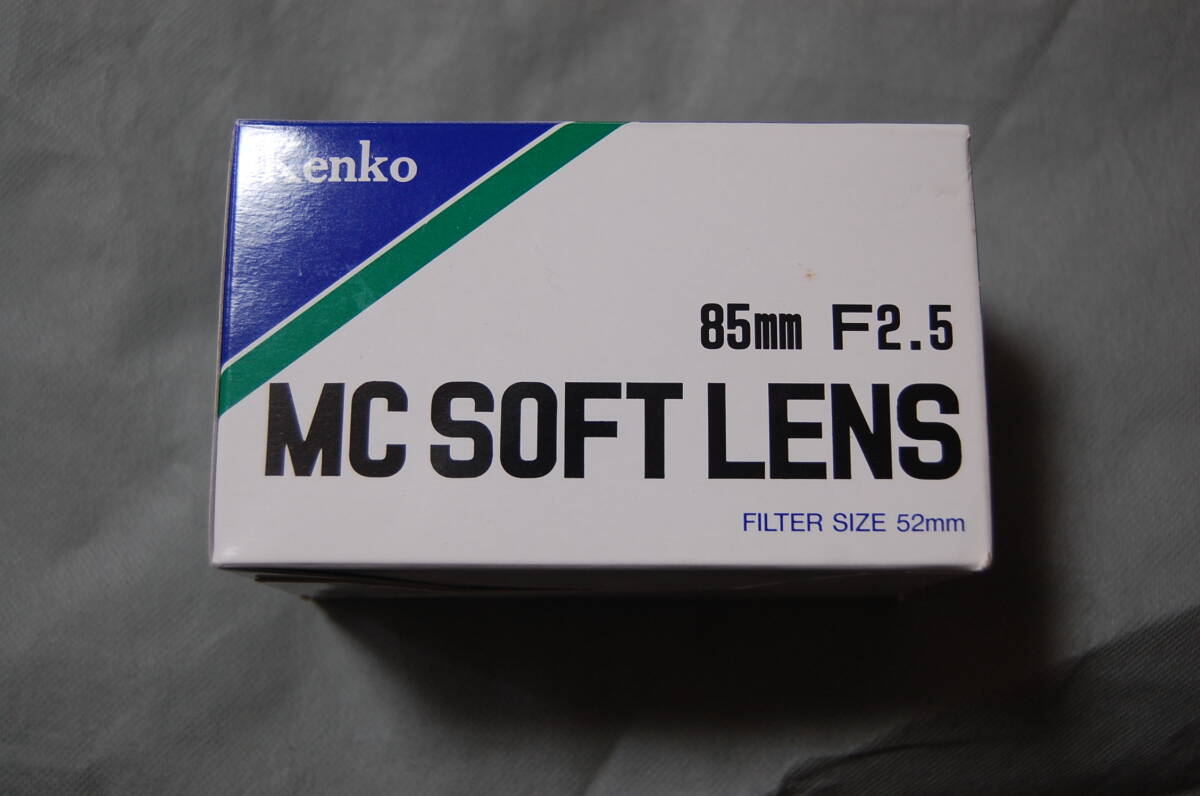 Kenko
85mm F2.5
MC SOFT LENS
FILTER SIZE 52mm